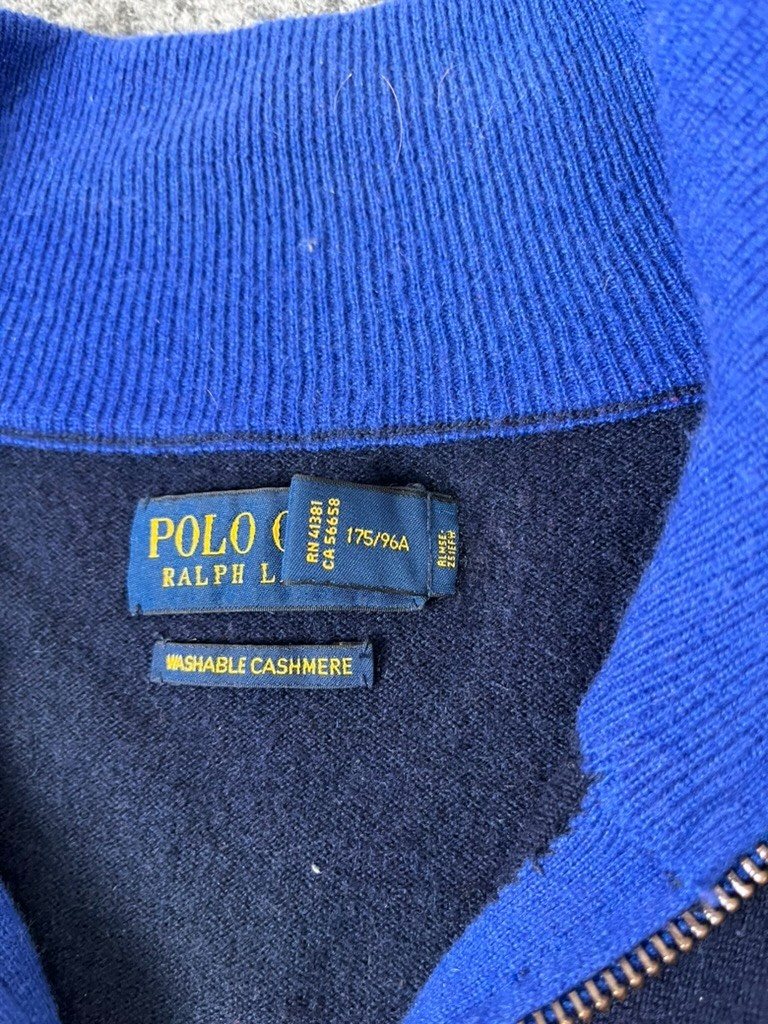 POLO
RALPH L
RN 41381
CA 56658
175/96A
WASHABLE CASHMERE